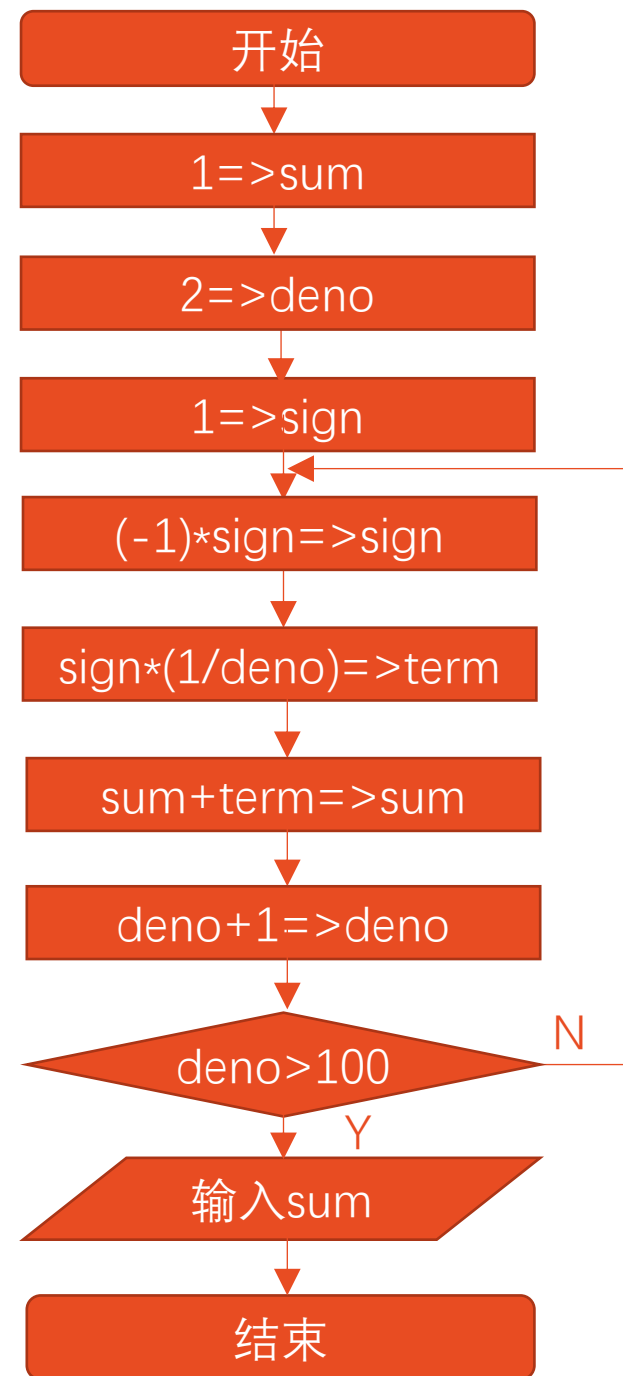 开始
1=>sum
2=>deno
1=>sign
(-1)*sign=>sign
sign*(1/deno)=>term
sum+term=>sum
deno+1=>deno
deno>100
N
Y
输入sum
结束